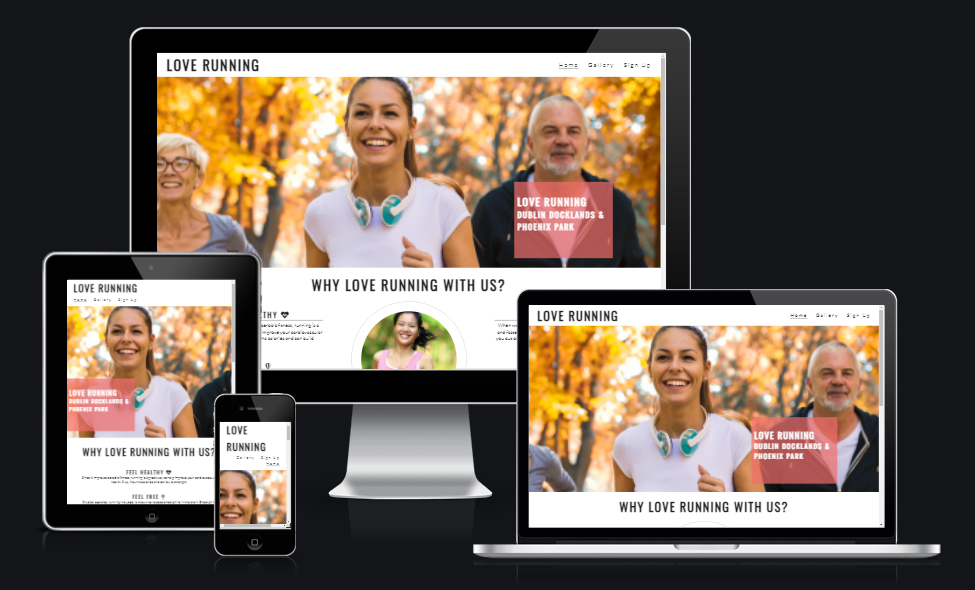 LOVE RUNNING
Home Gallery Sign Up
LOVE RUNNING
DUBLIN DOCKLANDS &
PHOENIX PARK
WHY LOVE RUNNING WITH US?
LOVE RUNNING
Home Gallery Sign Up
LOVE RUNNING
DUBLIN DOCKLANDS &
PHOENIX PARK
WHY LOVE RUNNING WITH US?
FEEL HEALTHY
FEEL FREE
LOVE
RUNNING
Gallery Sign Up
Home
LOVE RUNNING
Home Gallery Sign Up
LOVE RUNNING
DUBLIN DOCKLANDS &
PHOENIX PARK
WHY LOVE RUNNING WITH US?